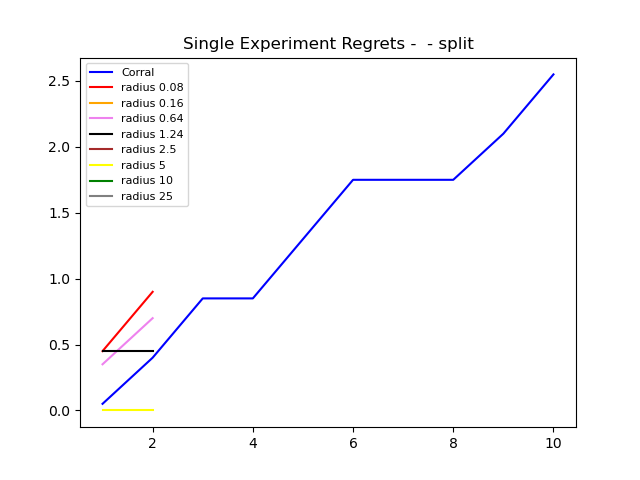 Single Experiment Regrets -  - split
Corral
radius 0.08
radius 0.16
radius 0.64
radius 1.24
radius 2.5
radius 5
radius 10
radius 25
2.5
2.0
1.5
1.0
0.5
0.0
2 4 6 8 10